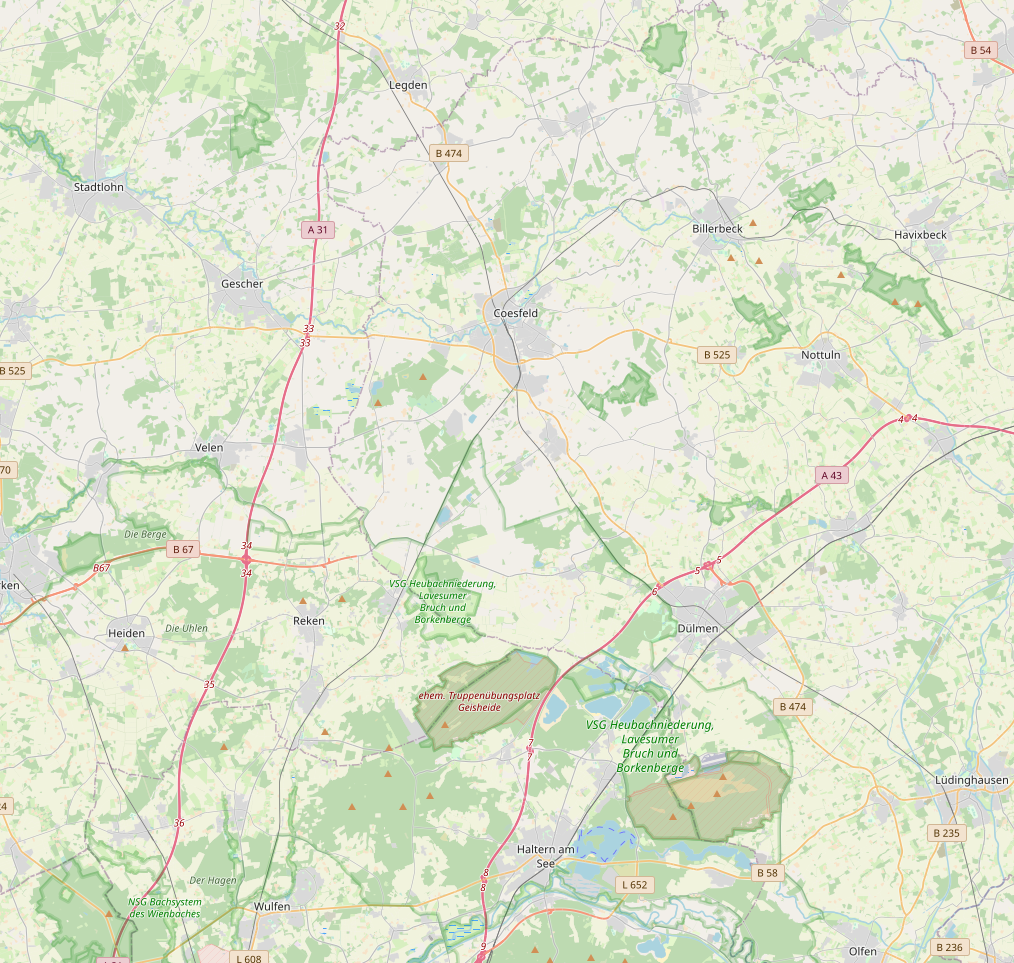 32
B 54
Legden
B 474
Stadtlohn
A 31
Billerbeck
Havixbeck
Gescher
Coesfeld
33
33
B 525
Nottuln
B 525
4
4
Velen
70
A 43
Die Berge
34
B 67
B67
34
5
5
rken
VSG Heubachniederung,
Lavesumer
Bruch und
Borkenberge
6
Reken
Heiden
Die Uhlen
Dülmen
35
ehem. Truppenübungsplatz
Geisheide
B 474
VSG Heubachniederung,
Lavesumer
Bruch und
Borkenberge
7
7
Lüdinghausen
24
36
B 235
Haltern am
See
8
8
B 58
L 652
Der Hagen
NSG Bachsystem
des Wienbaches
Wulfen
9
L 608
Olfen
B 236